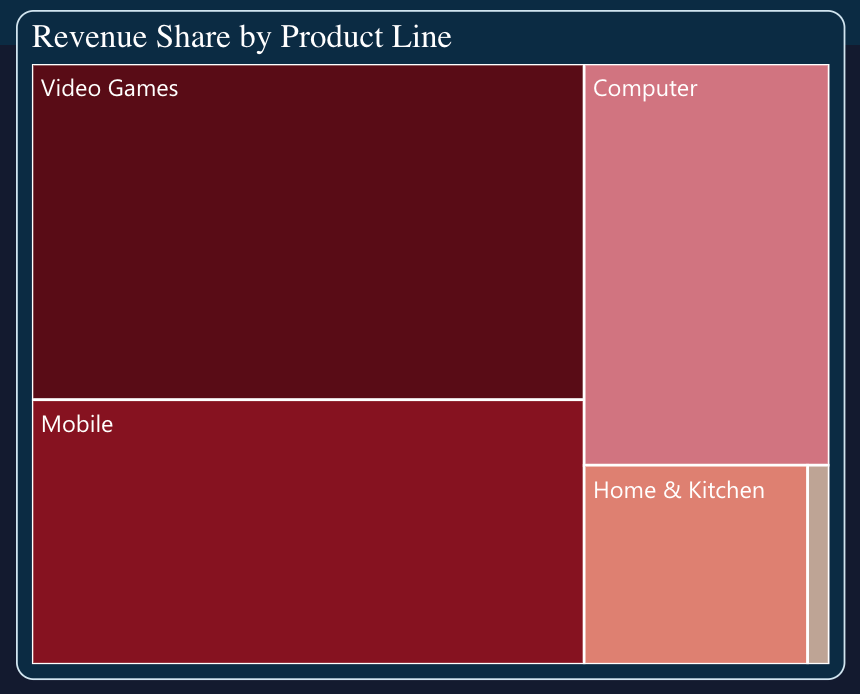 Revenue Share by Product Line
Video Games
Computer
Mobile
Home & Kitchen